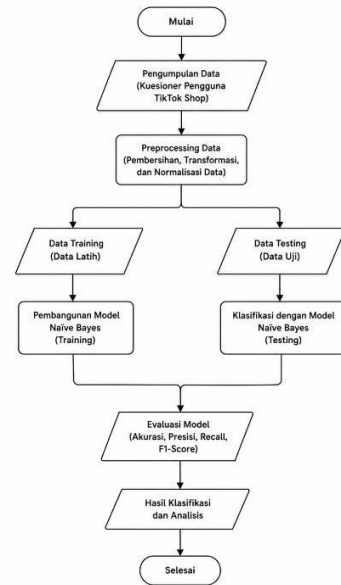 Mulai
Pengumpulan Data
(Kuesioner Pengguna
TikTok Shop)
Preprocessing Data
(Pembersihan, Transformasi,
dan Normalisasi Data)
Data Training
(Data Latih)
Data Testing
(Data Uji)
Pembangunan Model
Naïve Bayes
(Training)
Klasifikasi dengan Model
Naïve Bayes
(Testing)
Evaluasi Model
(Akurasi, Presisi, Recall,
F1-Score)
Hasil Klasifikasi
dan Analisis
Selesai